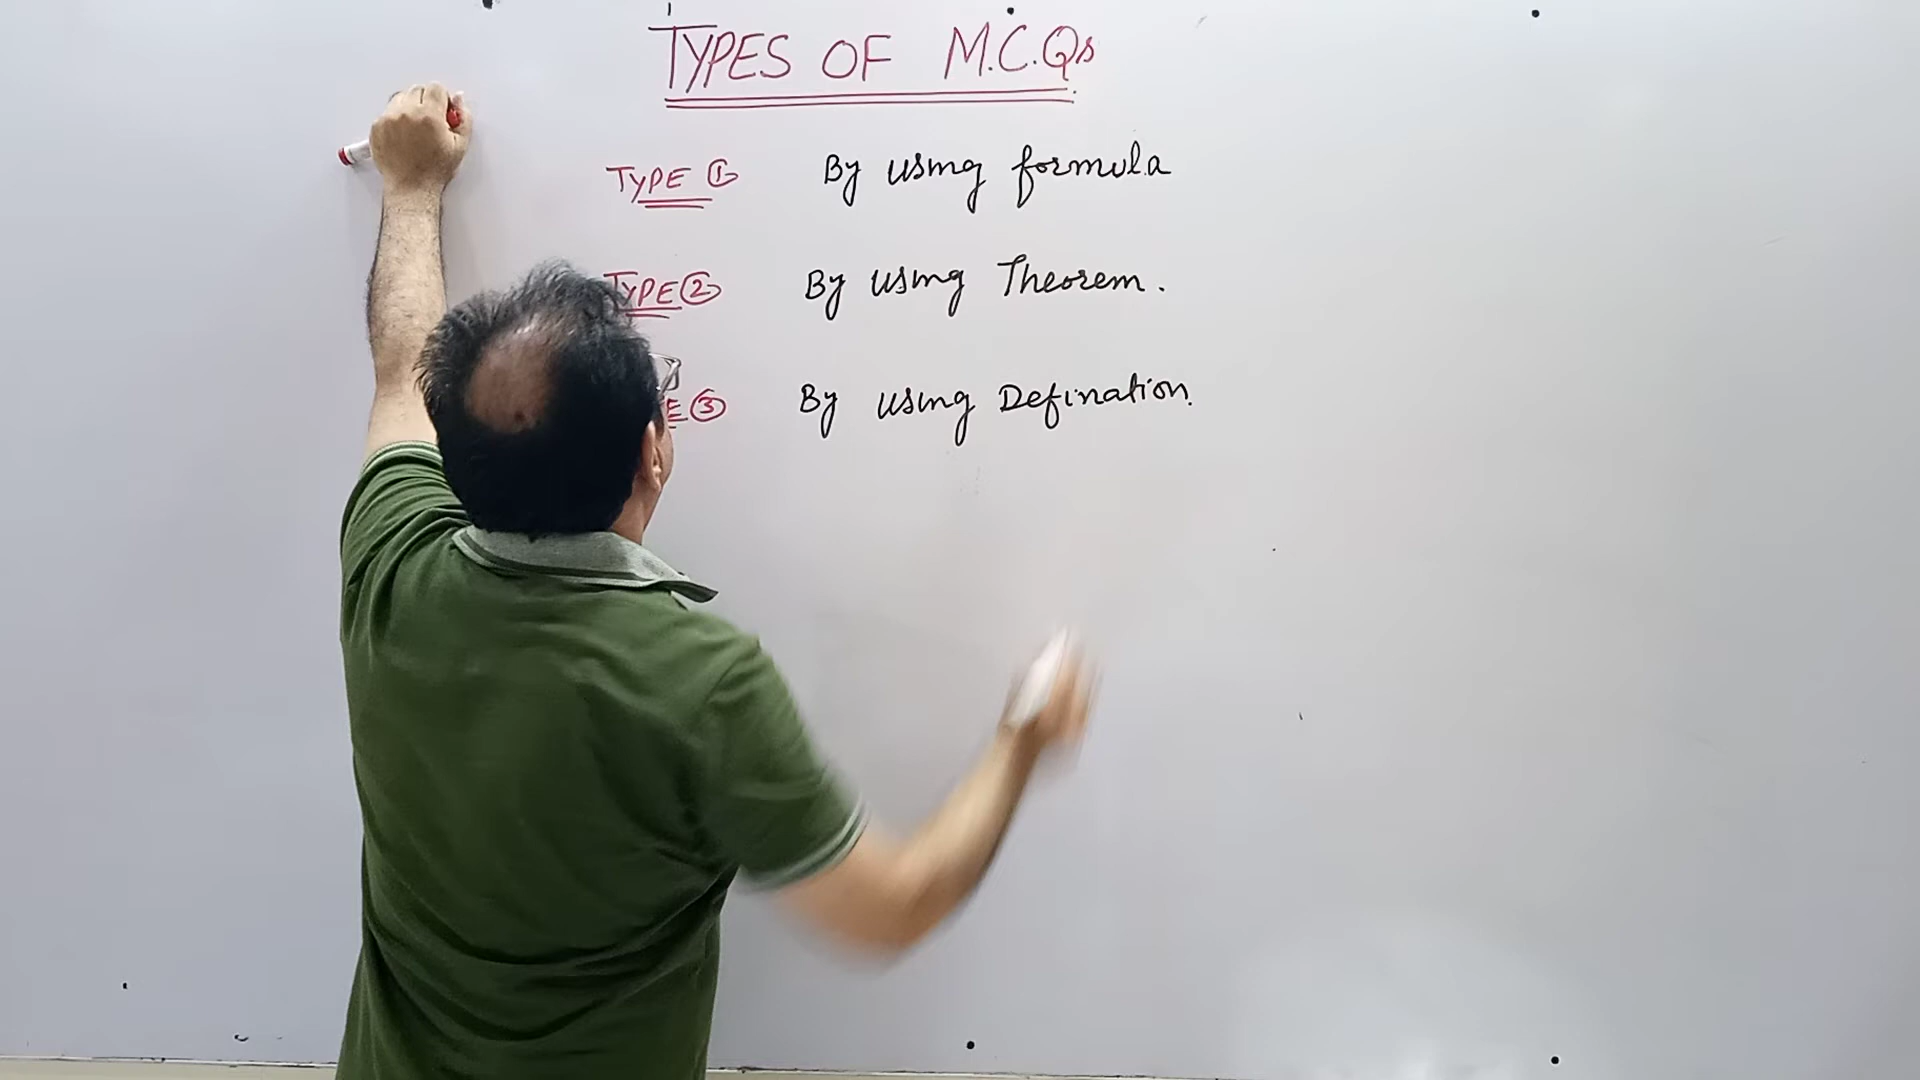 TYPES OF M.C.Qs
TYPE ① By using formula
TYPE ② By using Theorem.
E ③ By using Defination.